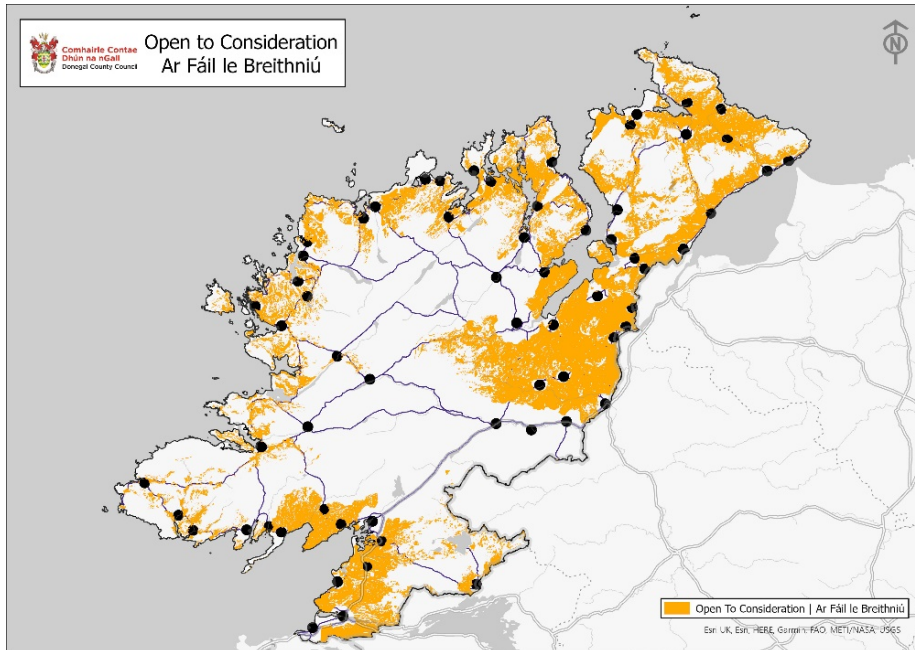 Comhairle Contae
Dhún na nGall
Donegal County Council
Open to Consideration
Ar Fáil le Breithniú
N
Open To Consideration | Ar Fáil le Breithniú
Esri UK, Esri, HERE, Garmin, FAO, METI/NASA, USGS